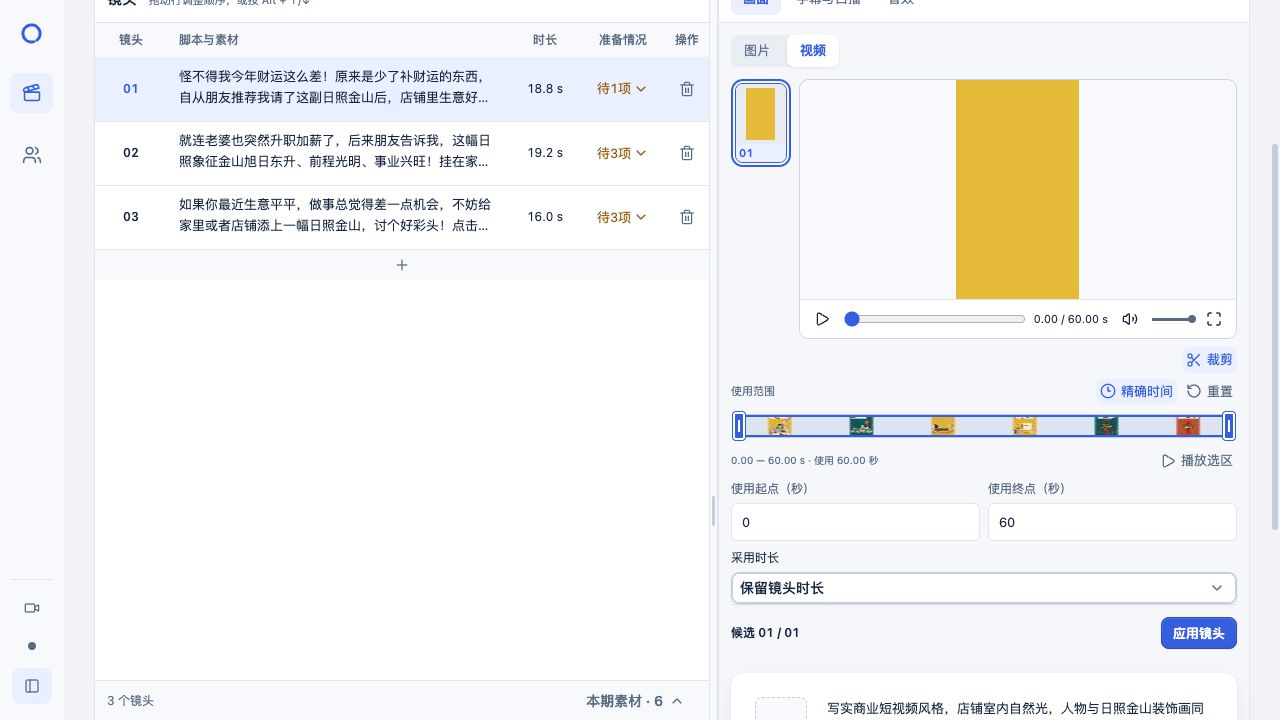 镜头 拖动行调整顺序，或按 Alt + ↑/↓
镜头 脚本与素材 时长 准备情况 操作
01 怪不得我今年财运这么差！原来是少了补财运的东西，
自从朋友推荐我请了这副日照金山后，店铺里生意好... 18.8 s 待1项
02 就连老婆也突然升职加薪了，后来朋友告诉我，这幅日
照象征金山旭日东升、前程光明、事业兴旺！挂在家... 19.2 s 待3项
03 如果你最近生意平平，做事总觉得差一点机会，不妨给
家里或者店铺添上一幅日照金山，讨个好彩头！点击... 16.0 s 待3项
3 个镜头
本期素材 · 6
画面
图片 视频
01
0.00 / 60.00 s
裁剪
使用范围
精确时间 重置
0.00 — 60.00 s · 使用 60.00 秒
播放选区
使用起点（秒） 使用终点（秒）
0 60
采用时长
保留镜头时长
候选 01 / 01
应用镜头
写实商业短视频风格，店铺室内自然光，人物与日照金山装饰画同